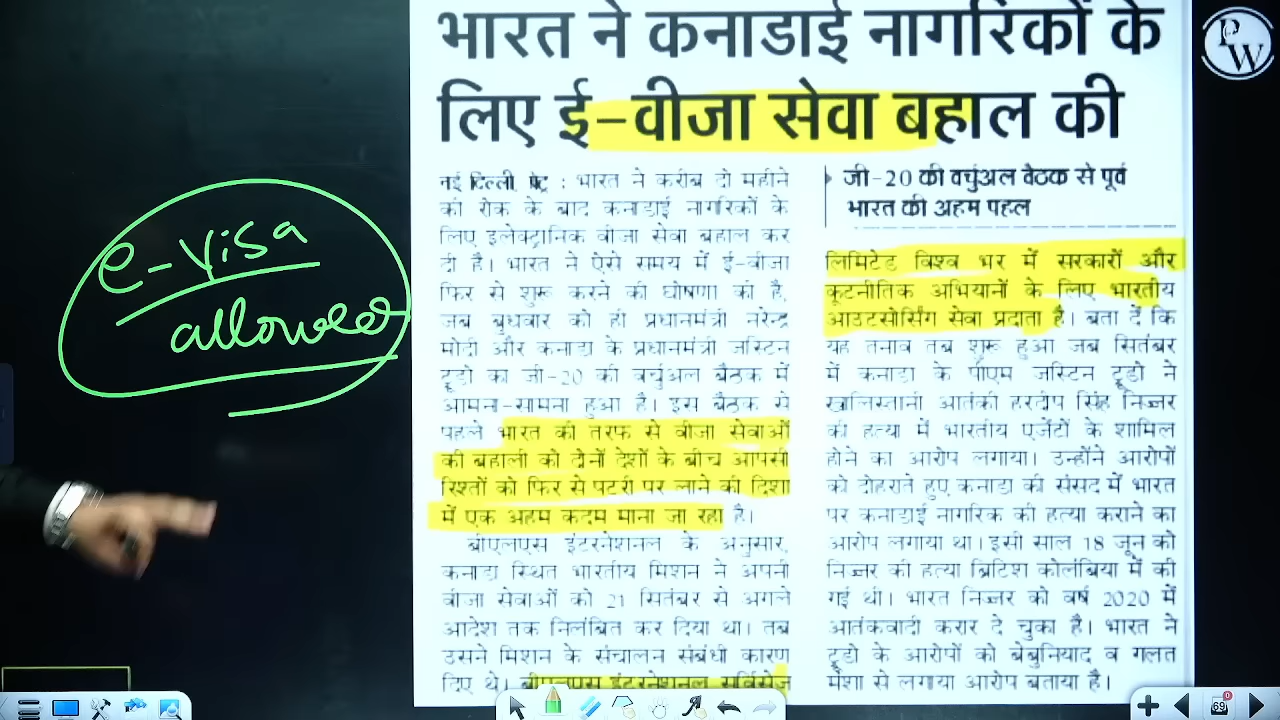 भारत ने कनाडाई नागरिकों के
लिए ई-वीजा सेवा बहाल की
PW
e-visa
allowed
नई दिल्ली, प्रेट्र : भारत ने करीब दो महीने
की रोक के बाद कनाडाई नागरिकों के
लिए इलेक्ट्रानिक वीजा सेवा बहाल कर
दी है। भारत ने ऐसे समय में ई-वीजा
फिर से शुरू करने की घोषणा की है,
जब बुधवार को ही प्रधानमंत्री नरेन्द्र
मोदी और कनाडा के प्रधानमंत्री जस्टिन
ट्रूडो का जी-20 की वर्चुअल बैठक में
आमना-सामना हुआ है। इस बैठक से
पहले भारत की तरफ से वीजा सेवाओं
की बहाली को दोनों देशों के बीच आपसी
रिश्तों को फिर से पटरी पर लाने की दिशा
में एक अहम कदम माना जा रहा है।
बीएलएस इंटरनेशनल के अनुसार,
कनाडा स्थित भारतीय मिशन ने अपनी
वीजा सेवाओं को 21 सितंबर से अगले
आदेश तक निलंबित कर दिया था। तब
उसने मिशन के संचालन संबंधी कारण
दिए थे। बीएलएस इंटरनेशनल सर्विसेज
जी-20 की वर्चुअल बैठक से पूर्व
भारत की अहम पहल
लिमिटेड विश्व भर में सरकारों और
कूटनीतिक अभियानों के लिए भारतीय
आउटसोर्सिंग सेवा प्रदाता है। बता दें कि
यह तनाव तब शुरू हुआ जब सितंबर
में कनाडा के पीएम जस्टिन ट्रूडो ने
खालिस्तानी आतंकी हरदीप सिंह निज्जर
की हत्या में भारतीय एजेंटों के शामिल
होने का आरोप लगाया। उन्होंने आरोपों
को दोहराते हुए कनाडा की संसद में भारत
पर कनाडाई नागरिक की हत्या कराने का
आरोप लगाया था। इसी साल 18 जून को
निज्जर की हत्या ब्रिटिश कोलंबिया में की
गई थी। भारत निज्जर को वर्ष 2020 में
आतंकवादी करार दे चुका है। भारत ने
ट्रूडो के आरोपों को बेबुनियाद व गलत
मंशा से लगाया आरोप बताया है।
69